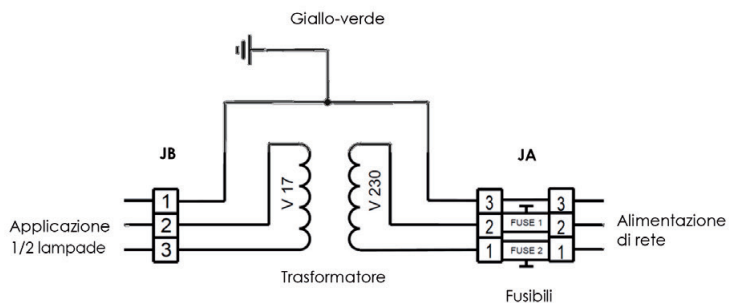 Giallo-verde
JB
JA
V 17
V 230
1
2
3
3
2
1
FUSE 1
FUSE 2
3
2
1
Applicazione
1/2 lampade
Alimentazione
di rete
Trasformatore
Fusibili